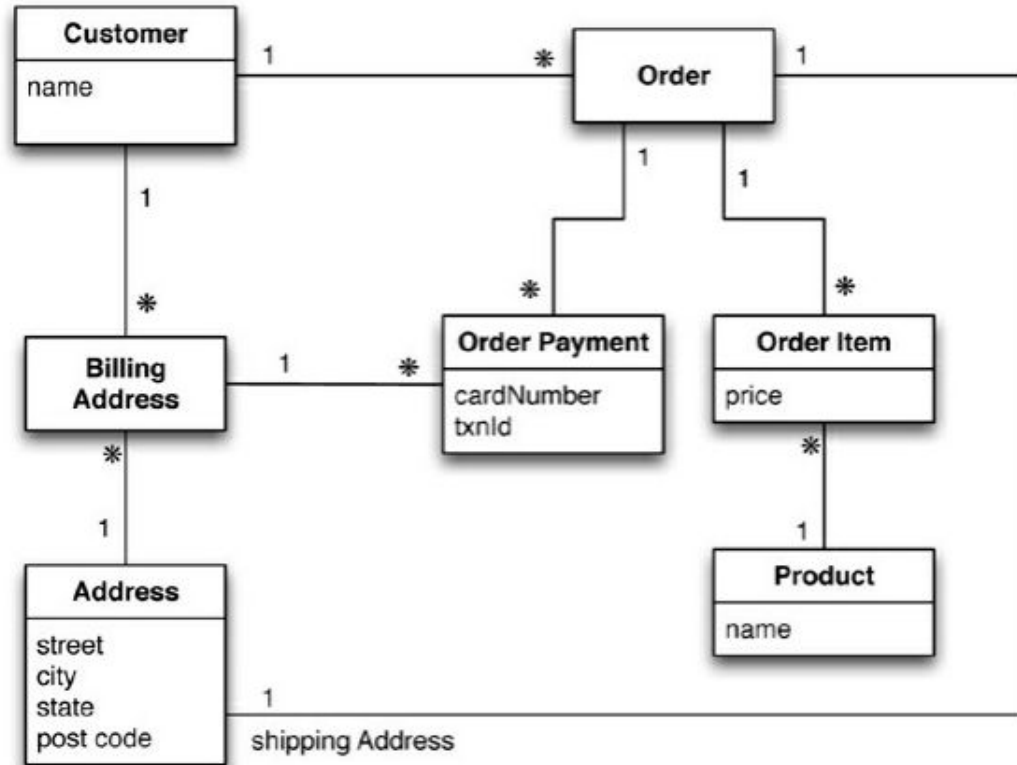 Customer
name
1
*
Order
1
1
*
1
*
1
*
Billing
Address
1
*
Order Payment
cardNumber
txnId
Order Item
price
*
1
*
1
Address
street
city
state
post code
Product
name
1
shipping Address